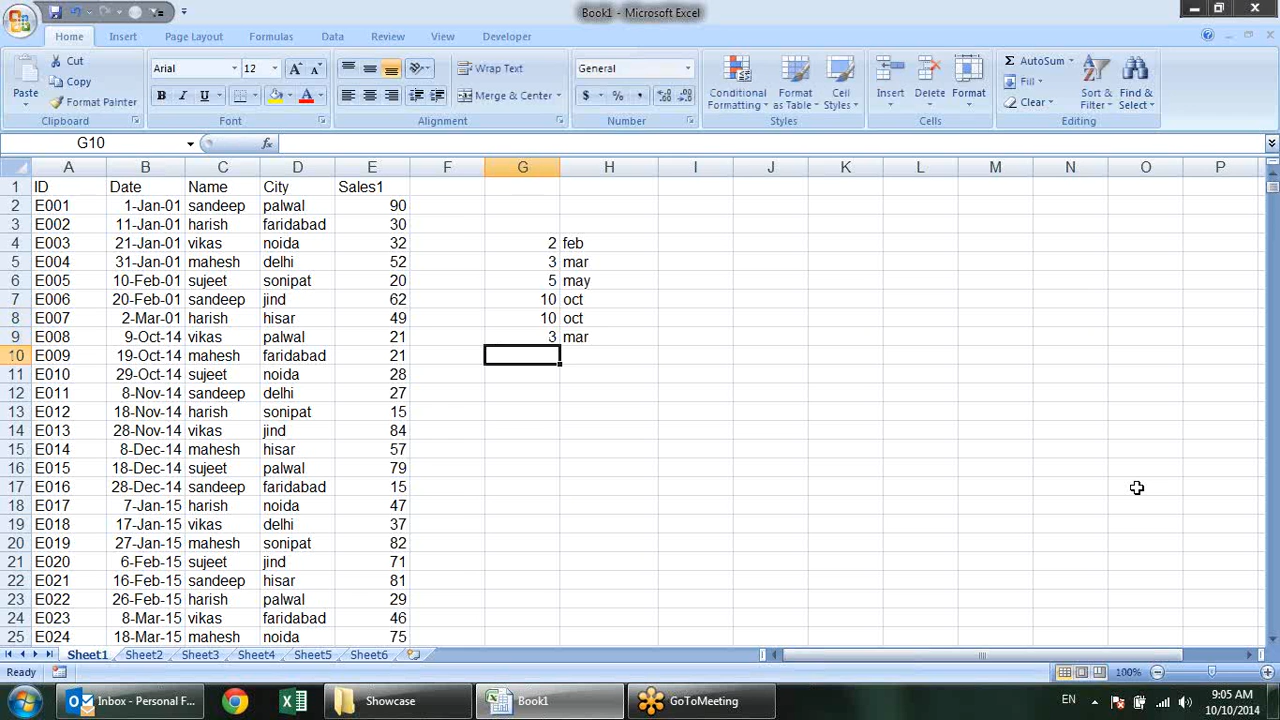 Book1 - Microsoft Excel
Home Insert Page Layout Formulas Data Review View Developer
Cut
Copy
Format Painter
Paste
Clipboard
Arial 12
B I U
Font
Wrap Text
Merge & Center
Alignment
General
$ % ,
Number
Conditional Formatting
Format as Table
Cell Styles
Styles
Insert Delete Format
Cells
Σ AutoSum
Fill
Clear
Sort & Filter
Find & Select
Editing
G10 fx
A B C D E F G H I J K L M N O P
1 ID Date Name City Sales1
2 E001 1-Jan-01 sandeep palwal 90
3 E002 11-Jan-01 harish faridabad 30
4 E003 21-Jan-01 vikas noida 32 2 feb
5 E004 31-Jan-01 mahesh delhi 52 3 mar
6 E005 10-Feb-01 sujeet sonipat 20 5 may
7 E006 20-Feb-01 sandeep jind 62 10 oct
8 E007 2-Mar-01 harish hisar 49 10 oct
9 E008 9-Oct-14 vikas palwal 21 3 mar
10 E009 19-Oct-14 mahesh faridabad 21
11 E010 29-Oct-14 sujeet noida 28
12 E011 8-Nov-14 sandeep delhi 27
13 E012 18-Nov-14 harish sonipat 15
14 E013 28-Nov-14 vikas jind 84
15 E014 8-Dec-14 mahesh hisar 57
16 E015 18-Dec-14 sujeet palwal 79
17 E016 28-Dec-14 sandeep faridabad 15
18 E017 7-Jan-15 harish noida 47
19 E018 17-Jan-15 vikas delhi 37
20 E019 27-Jan-15 mahesh sonipat 82
21 E020 6-Feb-15 sujeet jind 71
22 E021 16-Feb-15 sandeep hisar 81
23 E022 26-Feb-15 harish palwal 29
24 E023 8-Mar-15 vikas faridabad 46
25 E024 18-Mar-15 mahesh noida 75
Sheet1 Sheet2 Sheet3 Sheet4 Sheet5 Sheet6
Ready 100%
Inbox - Personal F... Showcase Book1 GoToMeeting EN 9:05 AM
10/10/2014